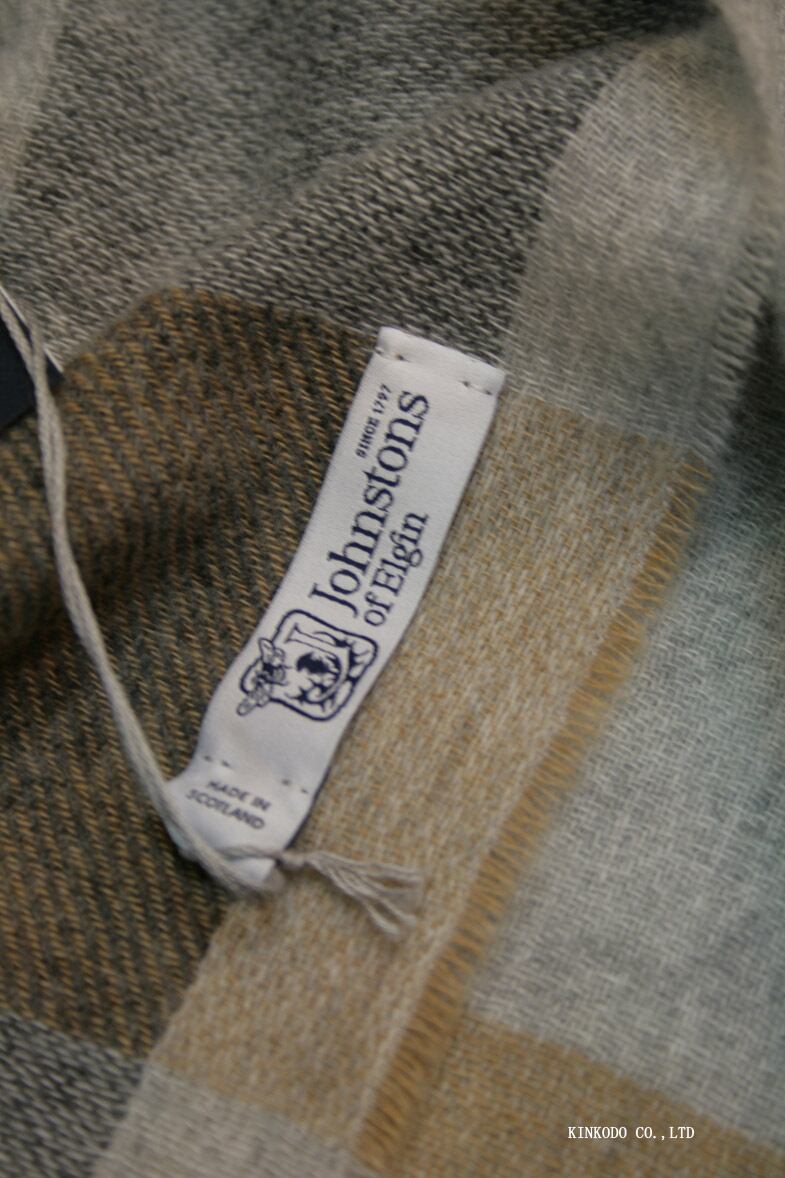 SINCE 1797
Johnstons
of Elgin
MADE IN
SCOTLAND
KINKODO CO.,LTD